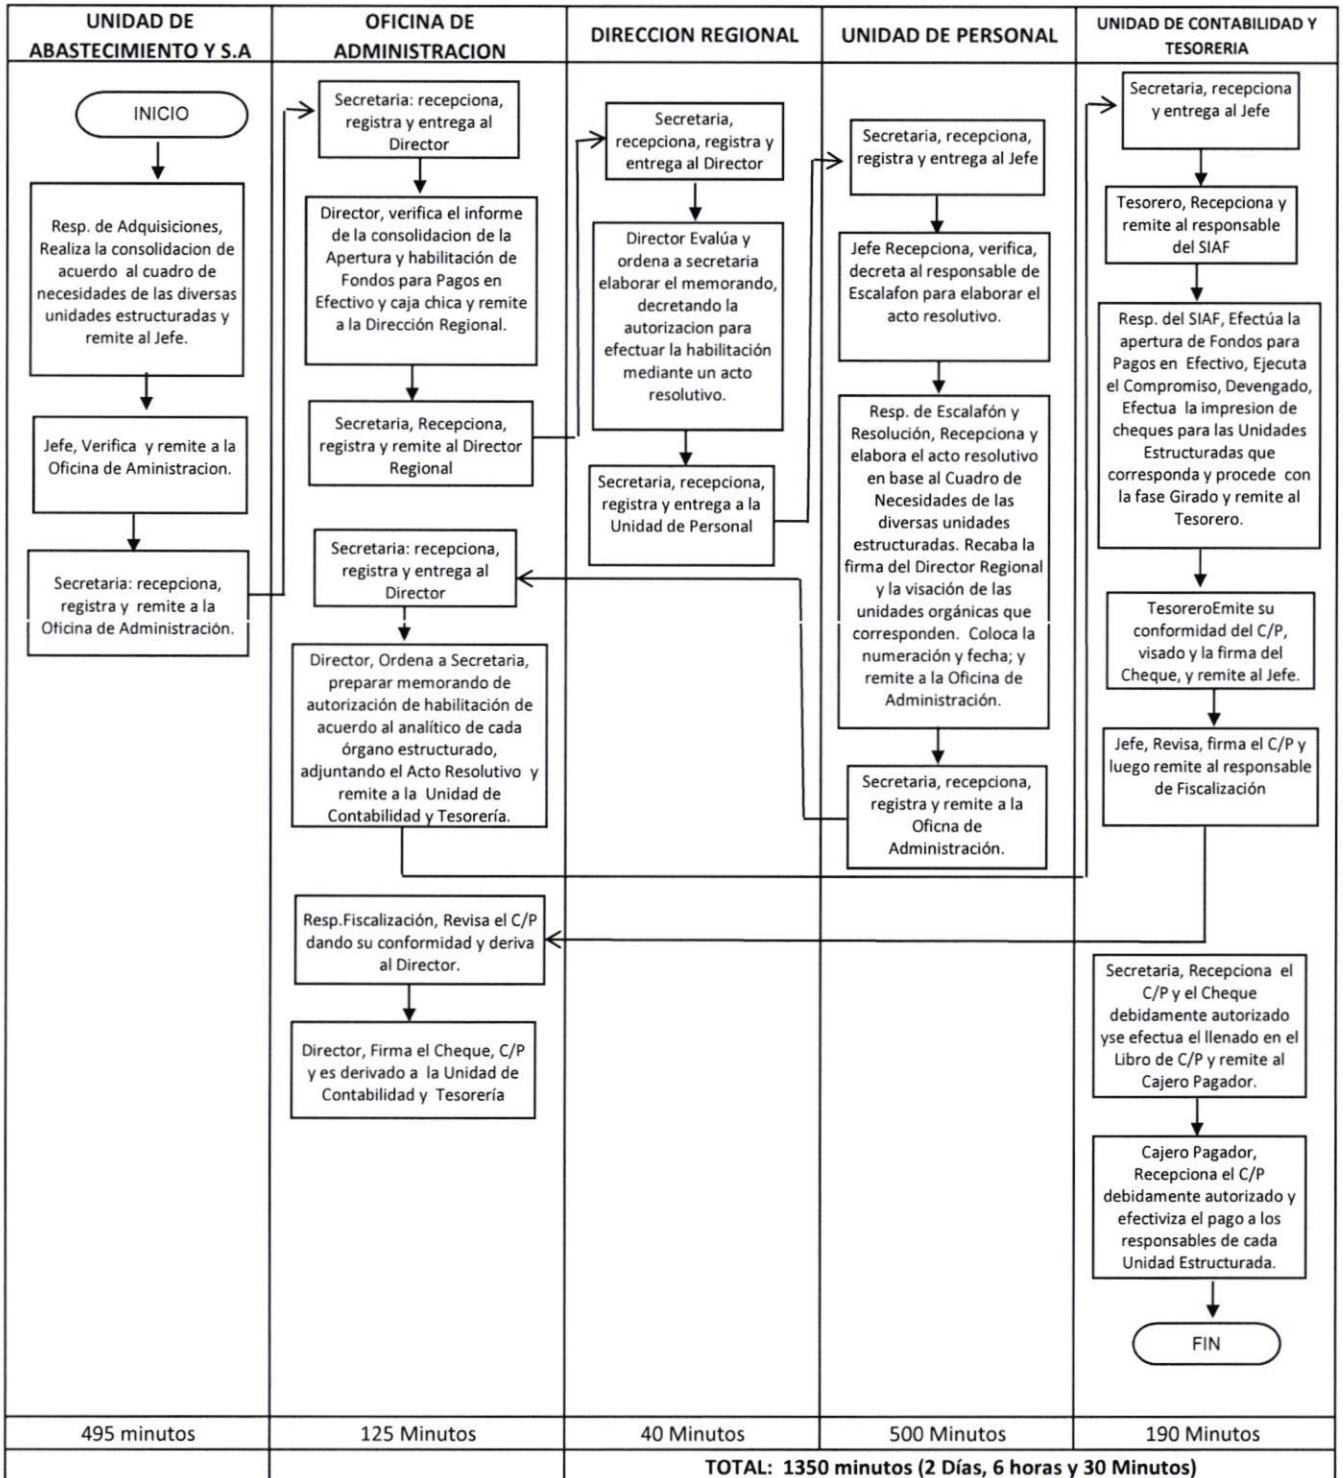 UNIDAD DE
ABASTECIMIENTO Y S.A
OFICINA DE
ADMINISTRACION
DIRECCION REGIONAL
UNIDAD DE PERSONAL
UNIDAD DE CONTABILIDAD Y
TESORERIA
INICIO
Resp. de Adquisiciones,
Realiza la consolidacion de
acuerdo al cuadro de
necesidades de las diversas
unidades estructuradas y
remite al Jefe.
Jefe, Verifica y remite a la
Oficina de Aministracion.
Secretaria: recepciona,
registra y remite a la
Oficina de Administración.
Secretaria: recepciona,
registra y entrega al
Director
Director, verifica el informe
de la consolidacion de la
Apertura y habilitación de
Fondos para Pagos en
Efectivo y caja chica y remite
a la Dirección Regional.
Secretaria, Recepciona,
registra y remite al Director
Regional
Secretaria,
recepciona, registra y
entrega al Director
Director Evalúa y
ordena a secretaria
elaborar el memorando,
decretando la
autorizacion para
efectuar la habilitación
mediante un acto
resolutivo.
Secretaria, recepciona,
registra y entrega a la
Unidad de Personal
Secretaria, recepciona,
registra y entrega al Jefe
Jefe Recepciona, verifica,
decreta al responsable de
Escalafon para elaborar el
acto resolutivo.
Resp. de Escalafón y
Resolución, Recepciona y
elabora el acto resolutivo
en base al Cuadro de
Necesidades de las
diversas unidades
estructuradas. Recaba la
firma del Director Regional
y la visación de las
unidades orgánicas que
corresponden. Coloca la
numeración y fecha; y
remite a la Oficina de
Administración.
Secretaria, recepciona,
registra y remite a la
Oficna de
Administración.
Secretaria: recepciona,
registra y entrega al
Director
Director, Ordena a Secretaria,
preparar memorando de
autorización de habilitación de
acuerdo al analítico de cada
órgano estructurado,
adjuntando el Acto Resolutivo y
remite a la Unidad de
Contabilidad y Tesorería.
Secretaria, recepciona
y entrega al Jefe
Tesorero, Recepciona y
remite al responsable
del SIAF
Resp. del SIAF, Efectúa la
apertura de Fondos para
Pagos en Efectivo, Ejecuta
el Compromiso, Devengado,
Efectua la impresion de
cheques para las Unidades
Estructuradas que
corresponda y procede con
la fase Girado y remite al
Tesorero.
TesoreroEmite su
conformidad del C/P,
visado y la firma del
Cheque, y remite al Jefe.
Jefe, Revisa, firma el C/P y
luego remite al responsable
de Fiscalización
Resp.Fiscalización, Revisa el C/P
dando su conformidad y deriva
al Director.
Director, Firma el Cheque, C/P
y es derivado a la Unidad de
Contabilidad y Tesorería
Secretaria, Recepciona el
C/P y el Cheque
debidamente autorizado
yse efectua el llenado en el
Libro de C/P y remite al
Cajero Pagador.
Cajero Pagador,
Recepciona el C/P
debidamente autorizado y
efectiviza el pago a los
responsables de cada
Unidad Estructurada.
FIN
495 minutos
125 Minutos
40 Minutos
500 Minutos
190 Minutos
TOTAL: 1350 minutos (2 Días, 6 horas y 30 Minutos)